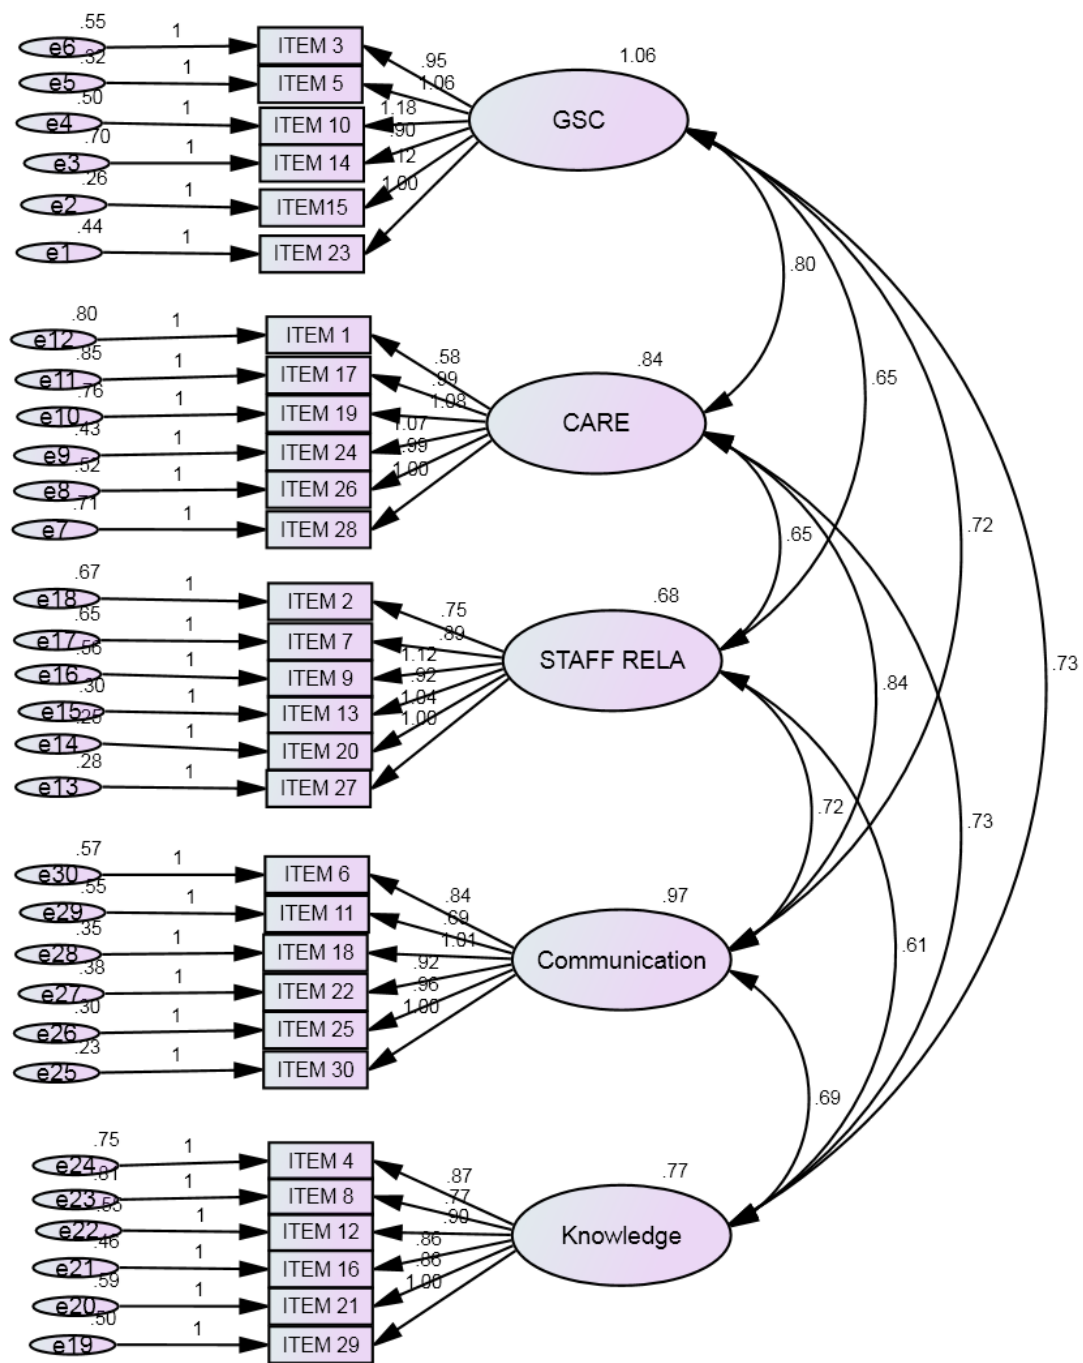 .55
e6
1
ITEM 3
.95
1.06
GSC
.32
e5
1
ITEM 5
1.06
.50
e4
1
ITEM 10
1.18
.70
e3
1
ITEM 14
.90
.26
e2
1
ITEM15
.44
e1
1
ITEM 23
1.00
.80
.65
.72
.73
.80
e12
1
ITEM 1
.58
.84
CARE
.85
e11
1
ITEM 17
.99
.76
e10
1
ITEM 19
1.08
.43
e9
1
ITEM 24
1.07
.52
e8
1
ITEM 26
.99
.71
e7
1
ITEM 28
1.00
.65
.84
.73
.67
e18
1
ITEM 2
.75
.68
STAFF RELA
.65
e17
1
ITEM 7
.89
.56
e16
1
ITEM 9
1.12
.30
e15
1
ITEM 13
.92
.25
e14
1
ITEM 20
1.04
.28
e13
1
ITEM 27
1.00
.72
.61
.57
e30
1
ITEM 6
.84
.97
Communication
.55
e29
1
ITEM 11
.69
.35
e28
1
ITEM 18
1.01
.38
e27
1
ITEM 22
.92
.30
e26
1
ITEM 25
.96
.23
e25
1
ITEM 30
1.00
.69
.75
e24
1
ITEM 4
.87
.77
Knowledge
.81
e23
1
ITEM 8
.77
.55
e22
1
ITEM 12
.90
.46
e21
1
ITEM 16
.86
.59
e20
1
ITEM 21
.86
.50
e19
1
ITEM 29
1.00